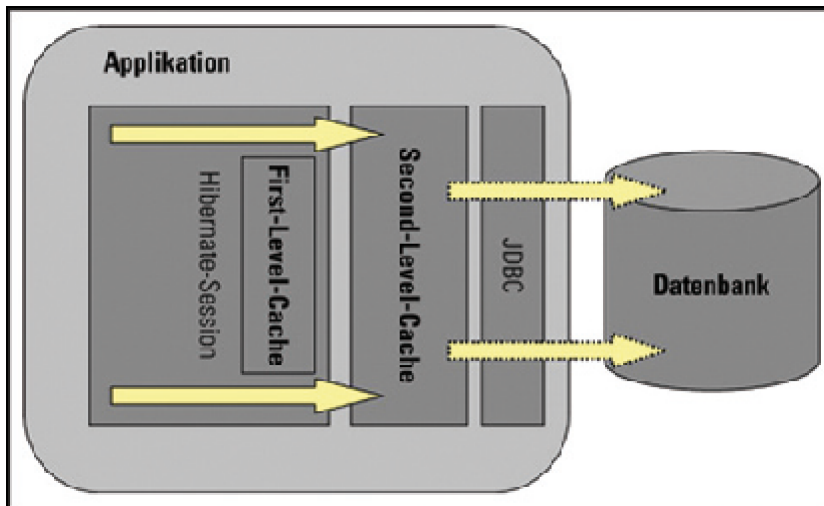 Applikation
Hibernate-Session
First-Level-Cache
Second-Level-Cache
JDBC
Datenbank